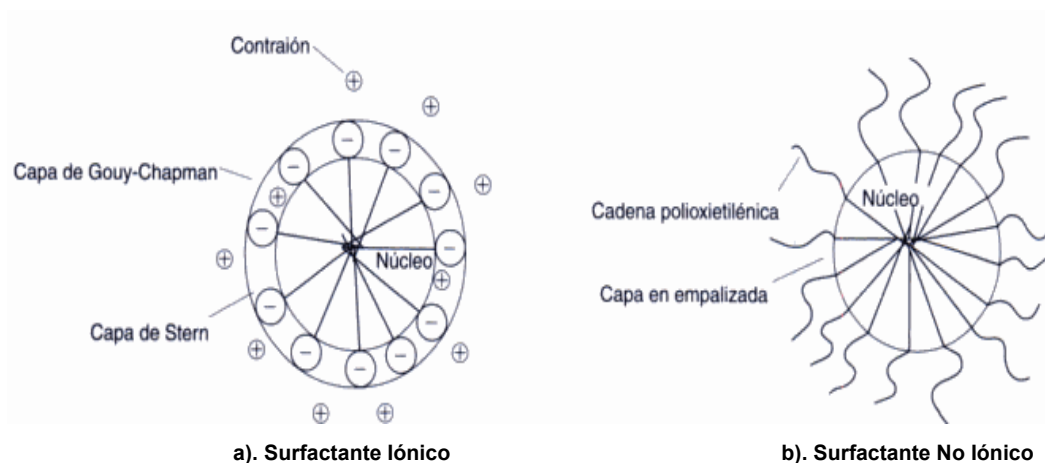 Contraión
Capa de Gouy-Chapman
Núcleo
Capa de Stern
Núcleo
Cadena polioxietilénica
Capa en empalizada
a). Surfactante Iónico
b). Surfactante No Iónico